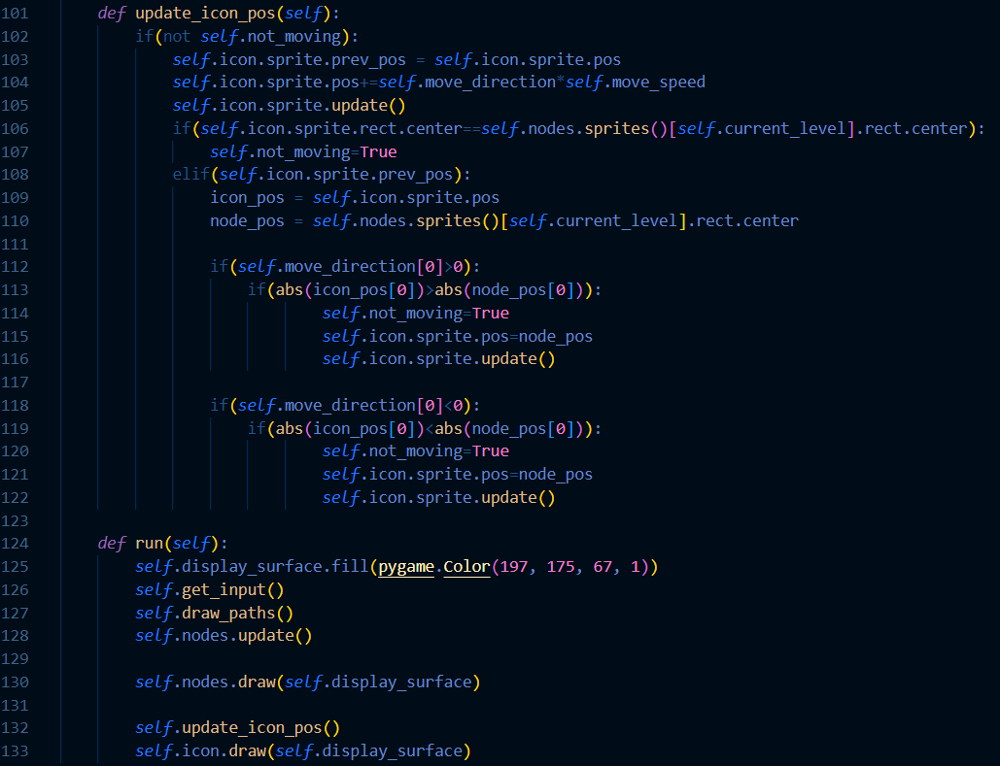 101 def update_icon_pos(self):
102 if(not self.not_moving):
103 self.icon.sprite.prev_pos = self.icon.sprite.pos
104 self.icon.sprite.pos+=self.move_direction*self.move_speed
105 self.icon.sprite.update()
106 if(self.icon.sprite.rect.center==self.nodes.sprites()[self.current_level].rect.center):
107 self.not_moving=True
108 elif(self.icon.sprite.prev_pos):
109 icon_pos = self.icon.sprite.pos
110 node_pos = self.nodes.sprites()[self.current_level].rect.center
111
112 if(self.move_direction[0]>0):
113 if(abs(icon_pos[0])>abs(node_pos[0])):
114 self.not_moving=True
115 self.icon.sprite.pos=node_pos
116 self.icon.sprite.update()
117
118 if(self.move_direction[0]<0):
119 if(abs(icon_pos[0])<abs(node_pos[0])):
120 self.not_moving=True
121 self.icon.sprite.pos=node_pos
122 self.icon.sprite.update()
123
124 def run(self):
125 self.display_surface.fill(pygame.Color(197, 175, 67, 1))
126 self.get_input()
127 self.draw_paths()
128 self.nodes.update()
129
130 self.nodes.draw(self.display_surface)
131
132 self.update_icon_pos()
133 self.icon.draw(self.display_surface)